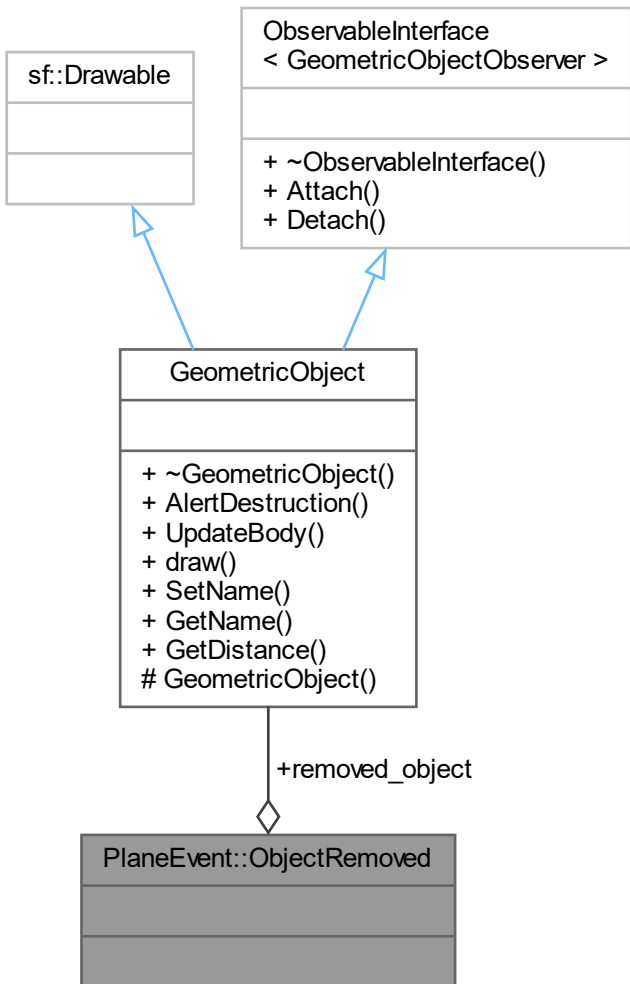 sf::Drawable
ObservableInterface
< GeometricObjectObserver >
+ ~ObservableInterface()
+ Attach()
+ Detach()
GeometricObject
+ ~GeometricObject()
+ AlertDestruction()
+ UpdateBody()
+ draw()
+ SetName()
+ GetName()
+ GetDistance()
# GeometricObject()
+removed_object
PlaneEvent::ObjectRemoved